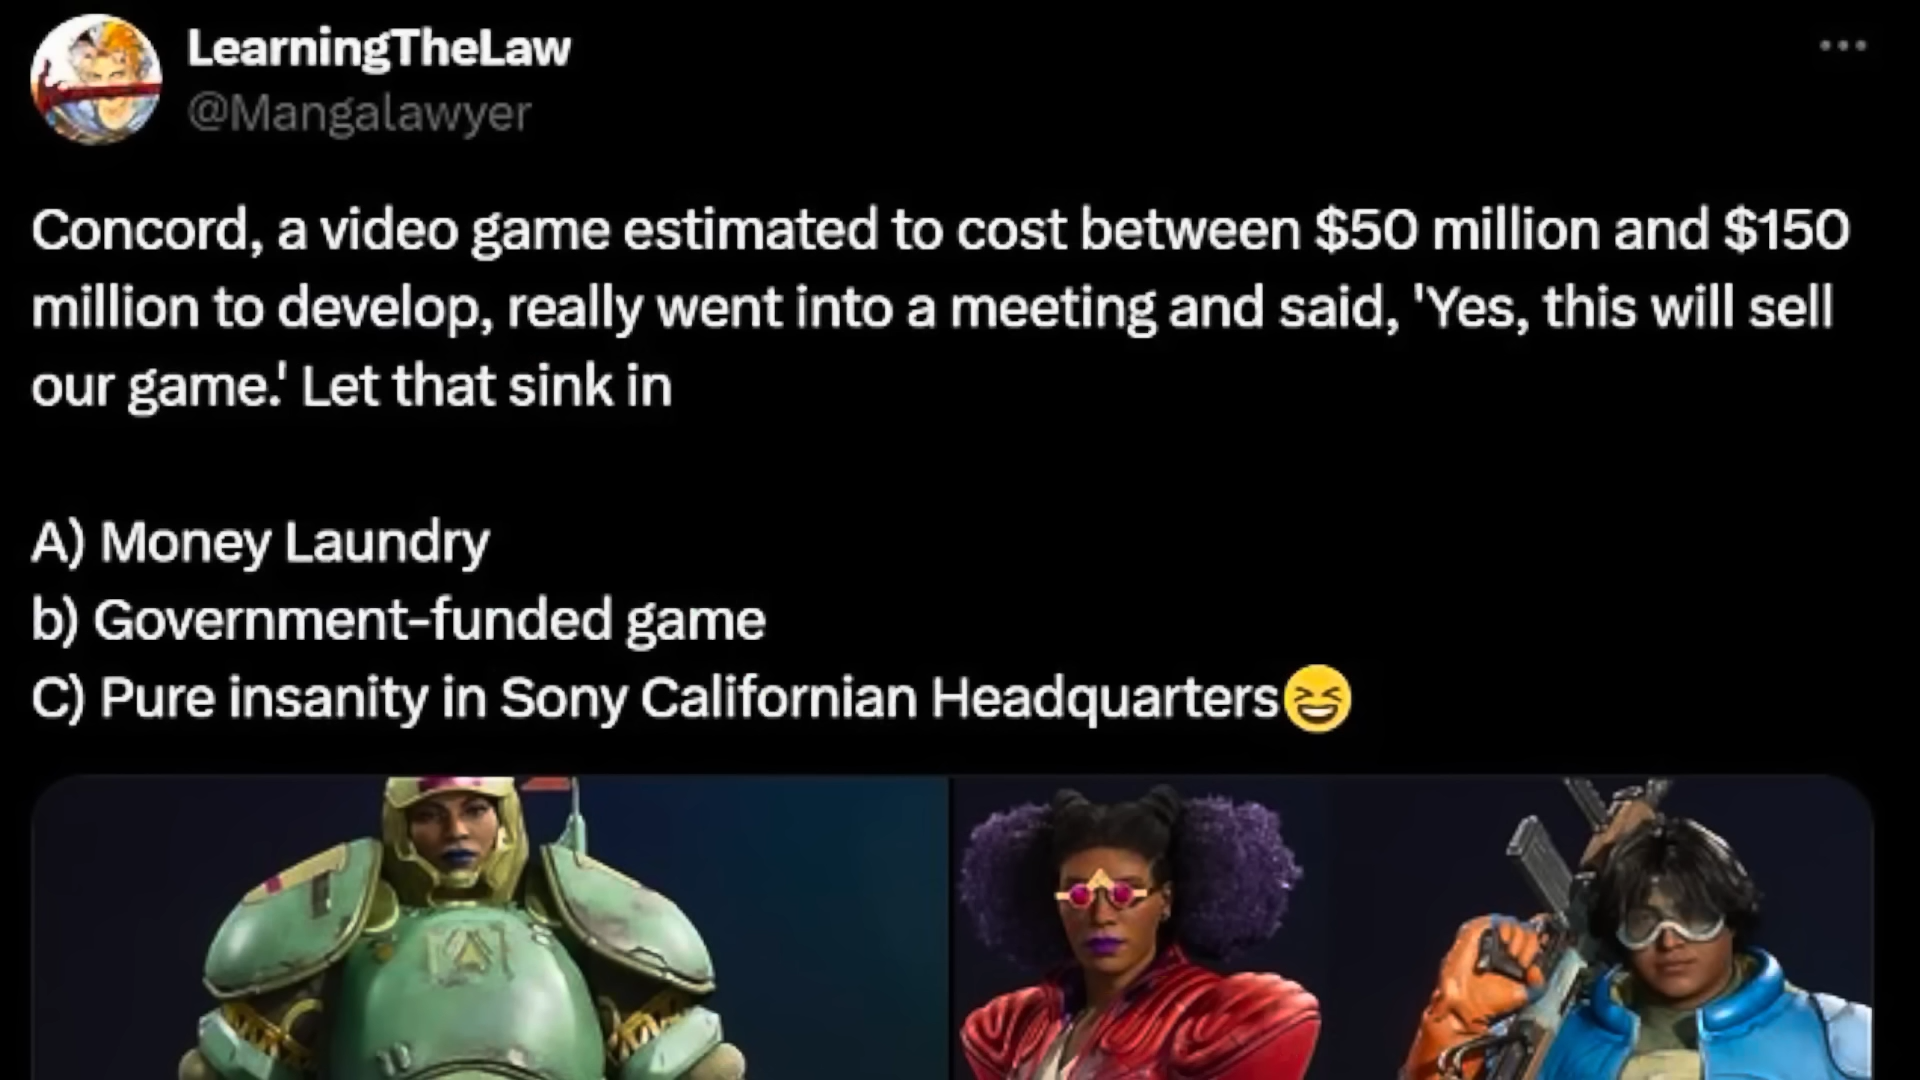 LearningTheLaw
@Mangalawyer
Concord, a video game estimated to cost between $50 million and $150
million to develop, really went into a meeting and said, 'Yes, this will sell
our game.' Let that sink in
A) Money Laundry
b) Government-funded game
C) Pure insanity in Sony Californian Headquarters😆